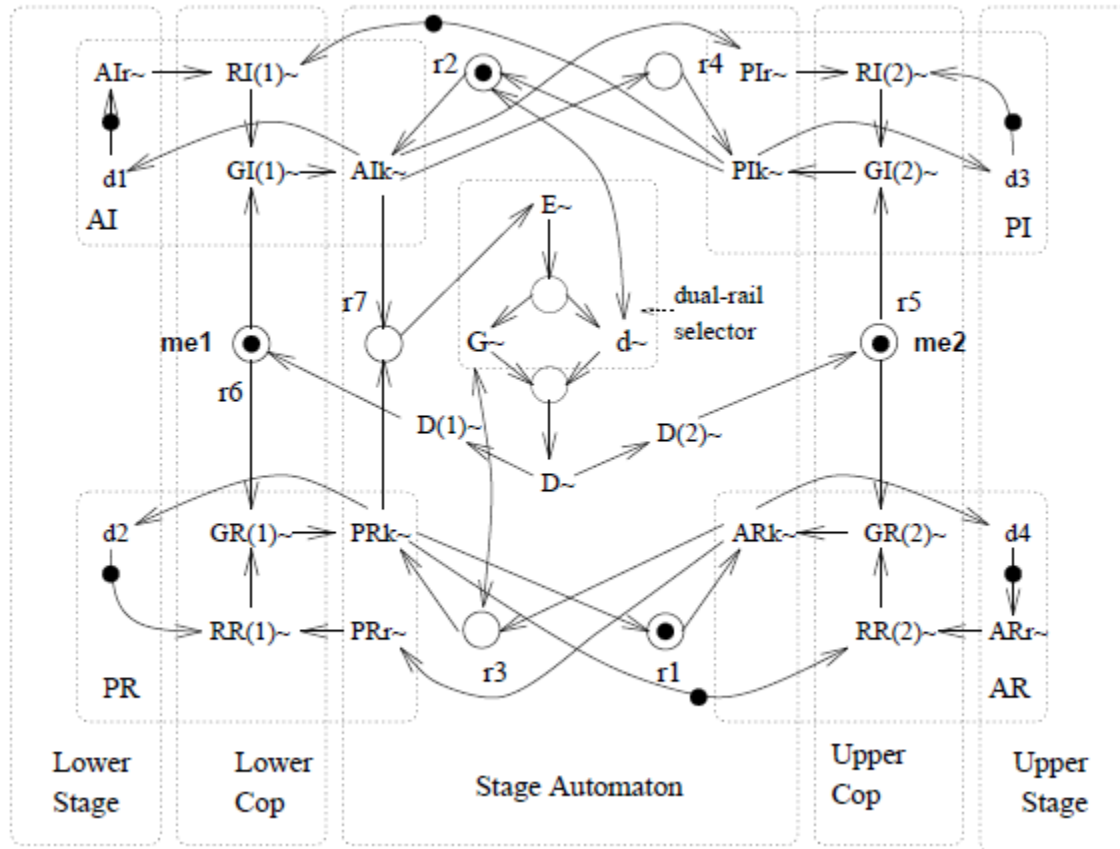 r2
r4
AIr~
RI(1)~
PIr~
RI(2)~
d1
GI(1)~
AIk~
PIk~
GI(2)~
d3
AI
E~
PI
r7
dual-rail
selector
r5
me1
G~
d~
me2
r6
D(1)~
D(2)~
D~
d2
GR(1)~
PRk~
ARk~
GR(2)~
d4
RR(1)~
PRr~
RR(2)~
ARr~
r3
r1
PR
AR
Lower
Stage
Lower
Cop
Stage Automaton
Upper
Cop
Upper
Stage